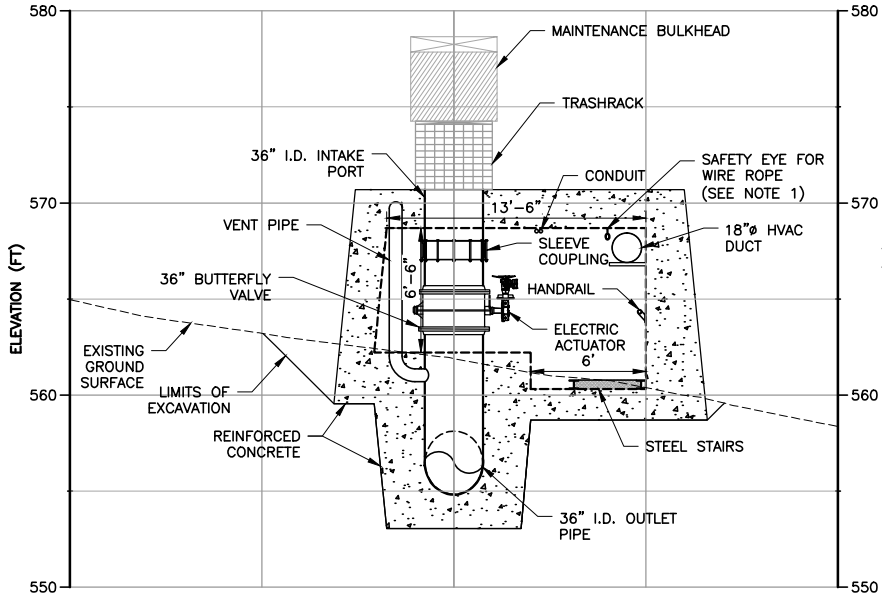 580
580
MAINTENANCE BULKHEAD
TRASHRACK
36" I.D. INTAKE
PORT
CONDUIT
SAFETY EYE FOR
WIRE ROPE
(SEE NOTE 1)
570
570
13'-6"
VENT PIPE
18"ø HVAC
DUCT
SLEEVE
COUPLING
36" BUTTERFLY
VALVE
6'-6"
HANDRAIL
ELEVATION (FT)
ELECTRIC
ACTUATOR
6'
EXISTING
GROUND
SURFACE
LIMITS OF
EXCAVATION
560
560
REINFORCED
CONCRETE
STEEL STAIRS
36" I.D. OUTLET
PIPE
550
550